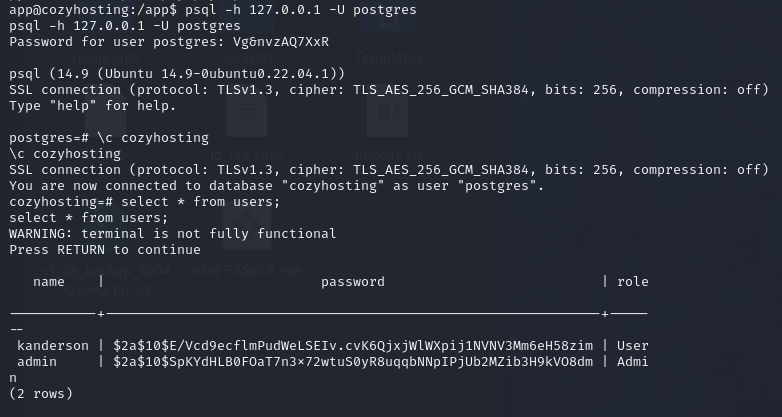 app@cozyhosting:/app$ psql -h 127.0.0.1 -U postgres
psql -h 127.0.0.1 -U postgres
Password for user postgres: Vg&nvzAQ7XxR
psql (14.9 (Ubuntu 14.9-0ubuntu0.22.04.1))
SSL connection (protocol: TLSv1.3, cipher: TLS_AES_256_GCM_SHA384, bits: 256, compression: off)
Type "help" for help.
postgres=# \c cozyhosting
\c cozyhosting
SSL connection (protocol: TLSv1.3, cipher: TLS_AES_256_GCM_SHA384, bits: 256, compression: off)
You are now connected to database "cozyhosting" as user "postgres".
cozyhosting=# select * from users;
select * from users;
WARNING: terminal is not fully functional
Press RETURN to continue
name | password | role
-----------+--------------------------------------------------------------+-----
--
kanderson | $2a$10$E/Vcd9ecflmPudWeLSEIv.cvK6QjxjWlWXpij1NVNV3Mm6eH58zim | User
admin | $2a$10$SpKYdHLB0FOaT7n3x72wtuS0yR8uqqbNNpIPjUb2MZib3H9kVO8dm | Admi
n
(2 rows)